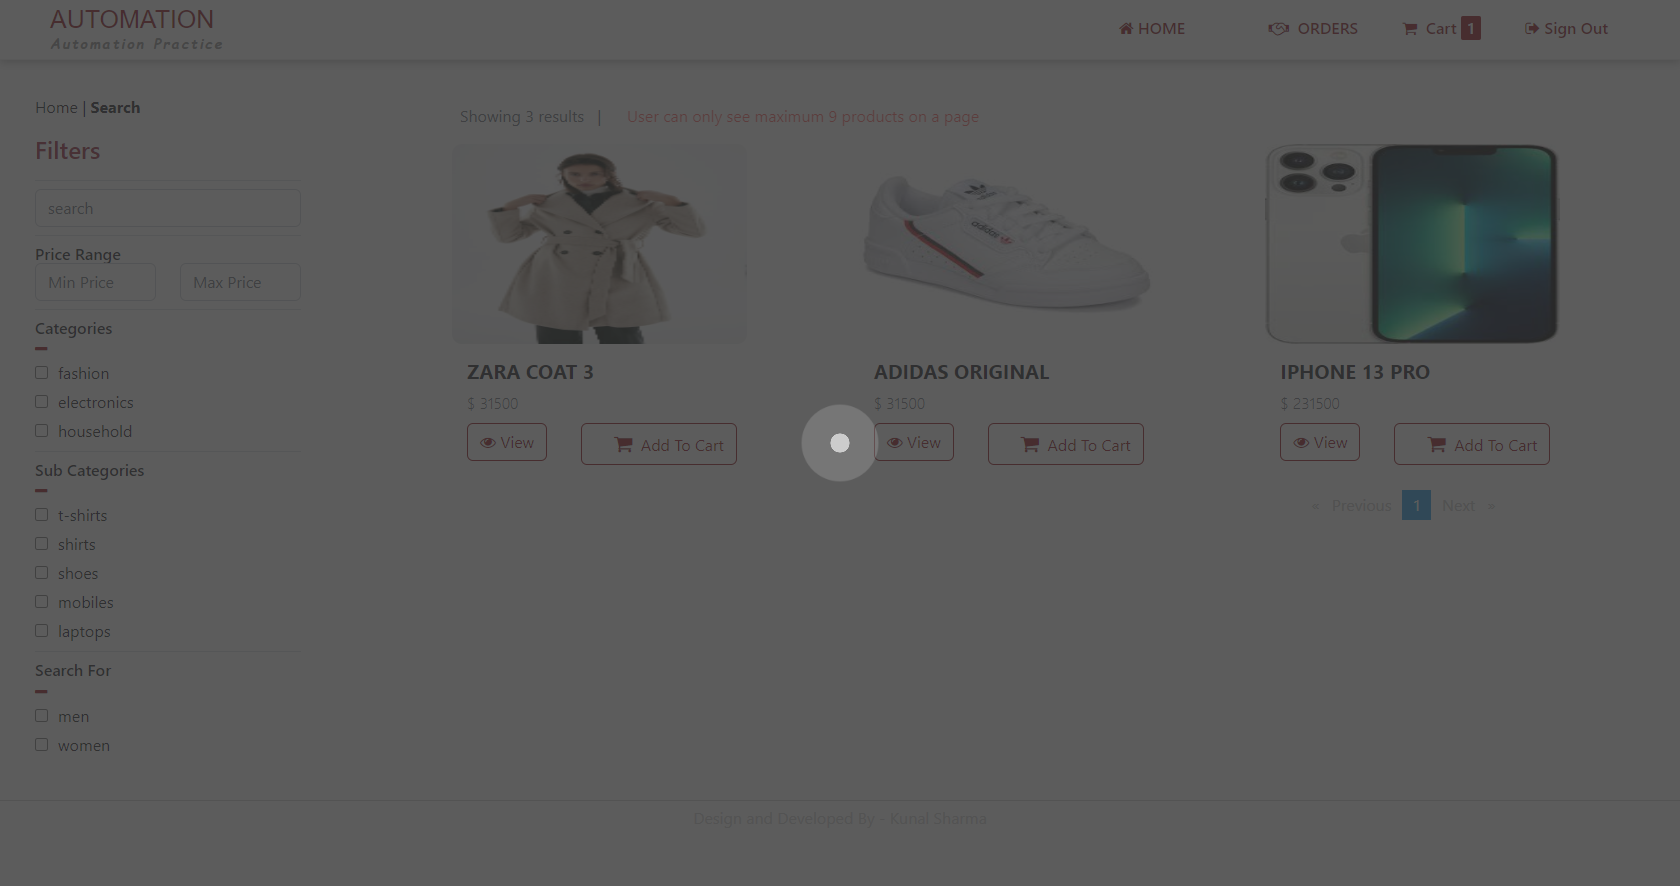 AUTOMATION
Automation Practice
HOME
ORDERS
Cart 1
Sign Out
Home | Search
Filters
search
Price Range
Min Price
Max Price
Categories
fashion
electronics
household
Sub Categories
t-shirts
shirts
shoes
mobiles
laptops
Search For
men
women
Showing 3 results |
User can only see maximum 9 products on a page
ZARA COAT 3
$ 31500
View
Add To Cart
adidas
ADIDAS ORIGINAL
$ 31500
View
Add To Cart
IPHONE 13 PRO
$ 231500
View
Add To Cart
« Previous 1 Next »
Design and Developed By - Kunal Sharma